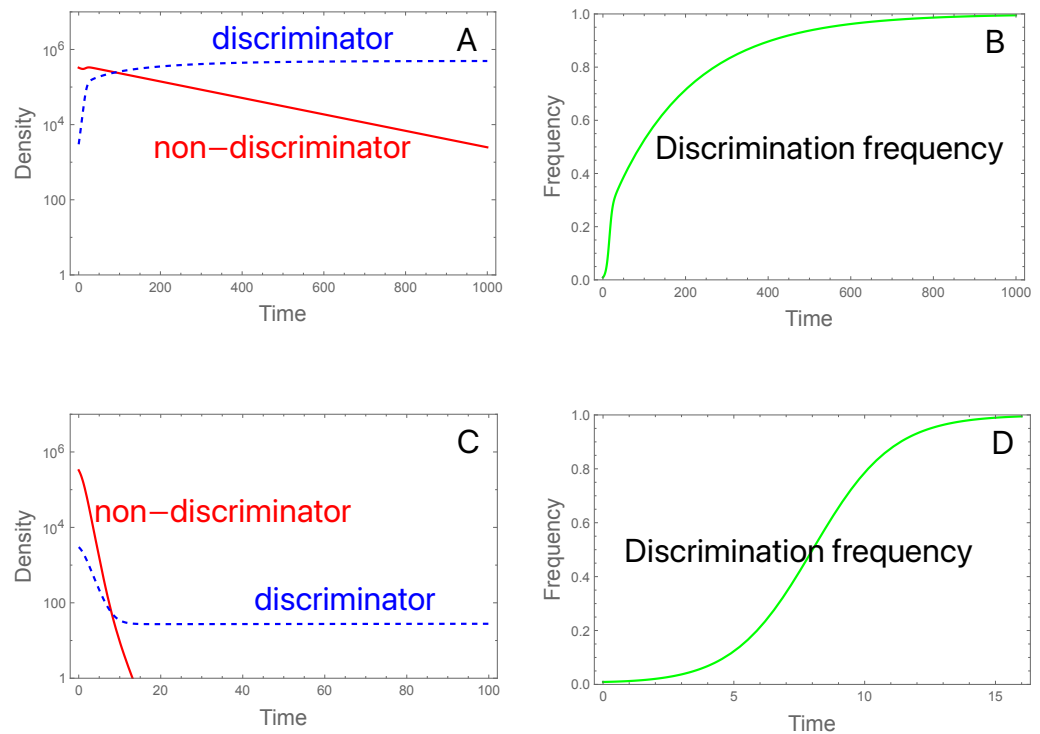 A
discriminator
non−discriminator
Density
10^6
10^4
100
1
0 200 400 600 800 1000
Time
B
Discrimination frequency
Frequency
1.0
0.8
0.6
0.4
0.2
0.0
0 200 400 600 800 1000
Time
C
non−discriminator
discriminator
Density
10^6
10^4
100
1
0 20 40 60 80 100
Time
D
Discrimination frequency
Frequency
1.0
0.8
0.6
0.4
0.2
0.0
0 5 10 15
Time